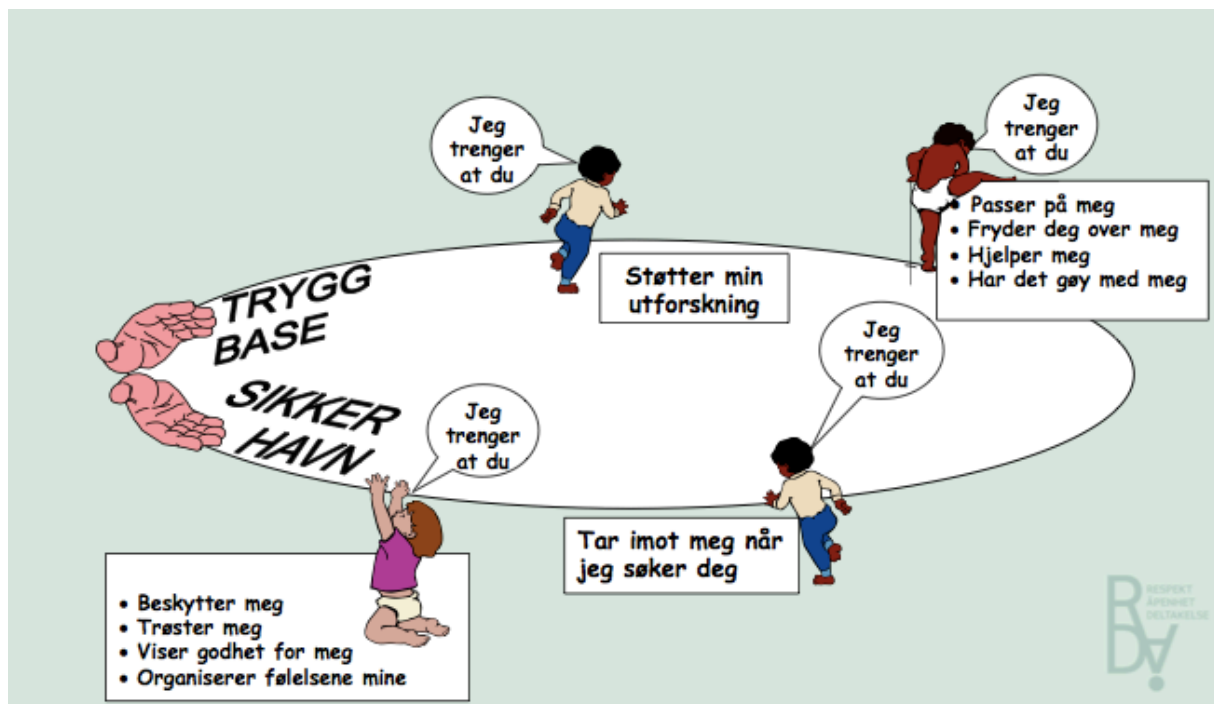 Jeg
trenger
at du
Jeg
trenger
at du
• Passer på meg
• Fryder deg over meg
• Hjelper meg
• Har det gøy med meg
Støtter min
utforskning
TRYGG
BASE
SIKKER
HAVN
Jeg
trenger
at du
Jeg
trenger
at du
Tar imot meg når
jeg søker deg
• Beskytter meg
• Trøster meg
• Viser godhet for meg
• Organiserer følelsene mine
RÅD
RESPEKT
ÅPENHET
DELTAKELSE